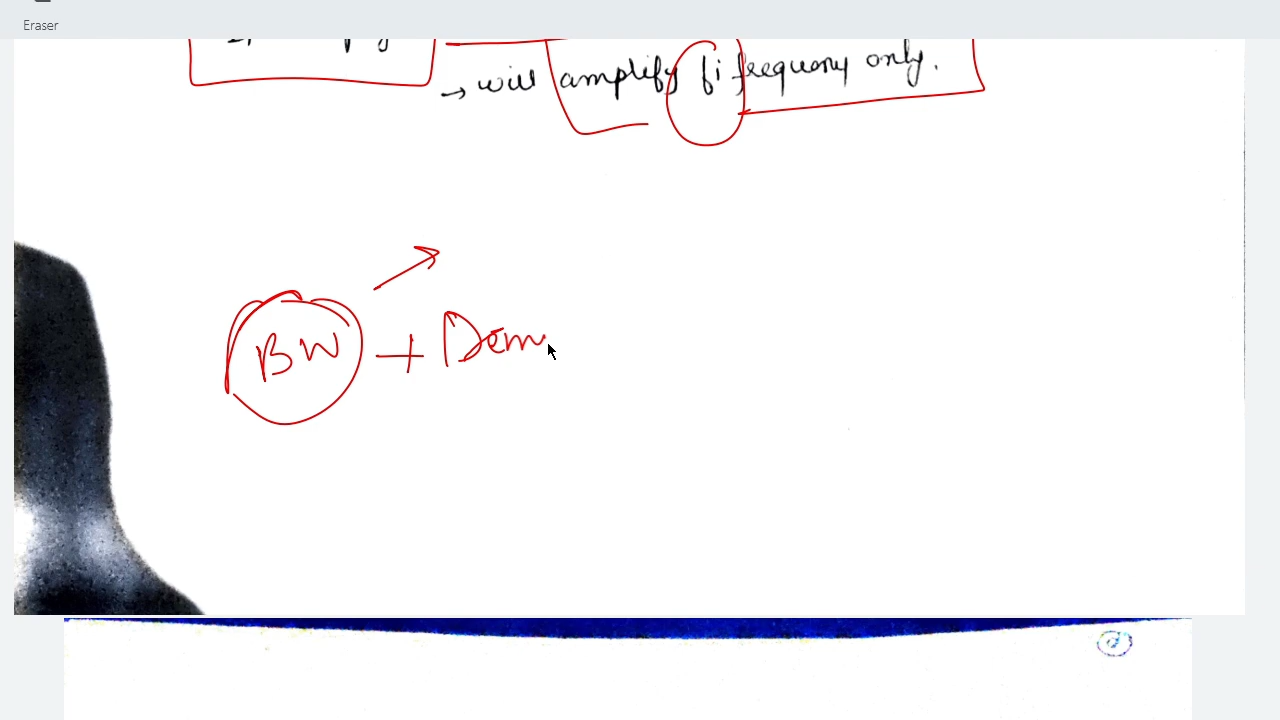 Eraser
→ will amplify fi frequency only.
BW + Dem